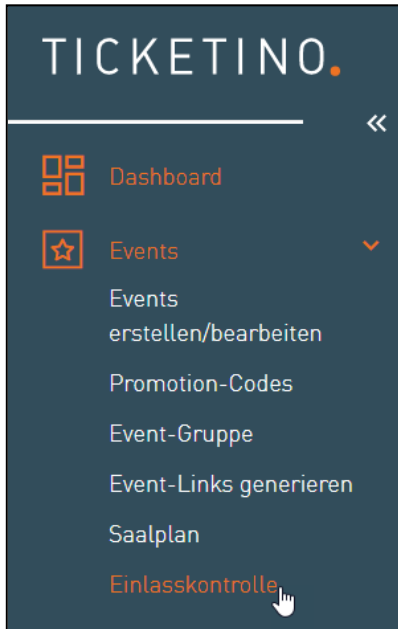 TICKETINO.
Dashboard
Events
Events
erstellen/bearbeiten
Promotion-Codes
Event-Gruppe
Event-Links generieren
Saalplan
Einlasskontrolle